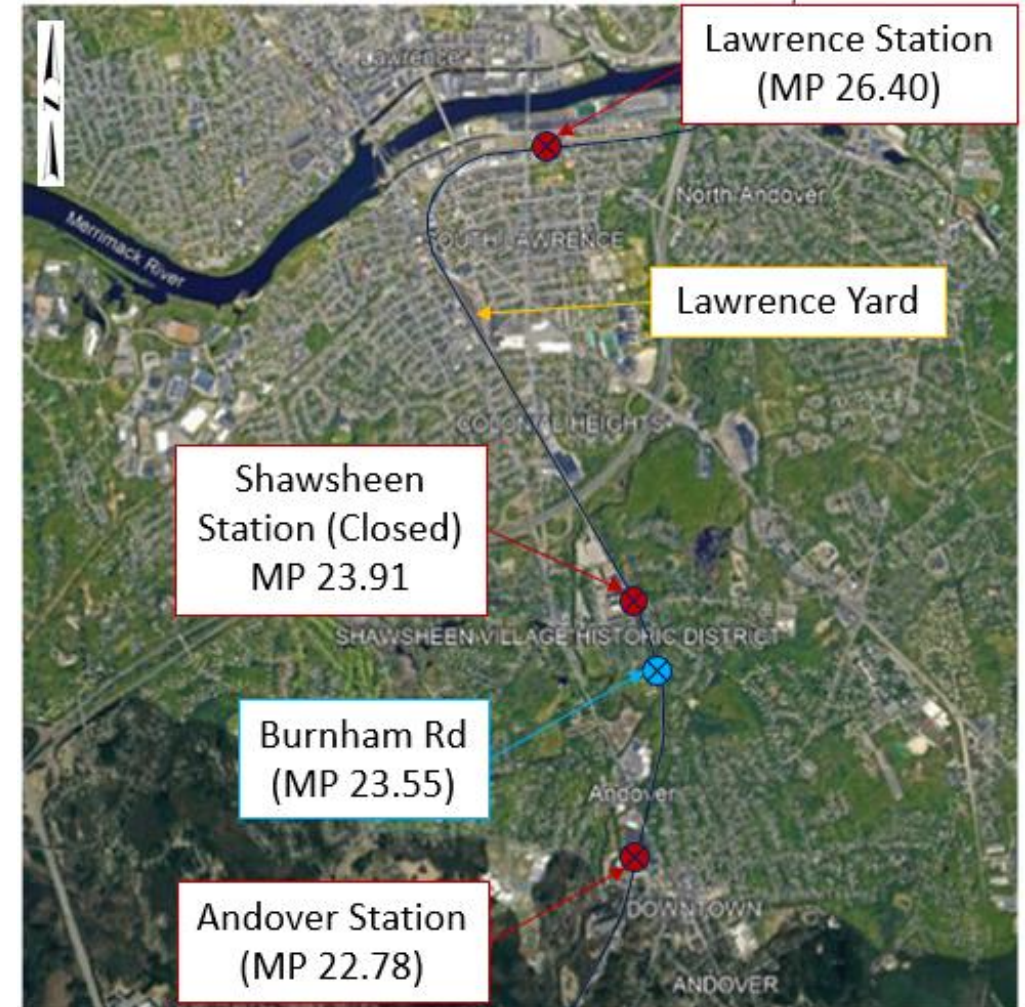 Lawrence Station
(MP 26.40)
Lawrence
N
North Andover
Merrimack River
SOUTH LAWRENCE
Lawrence Yard
COLONIAL HEIGHTS
Shawsheen
Station (Closed)
MP 23.91
SHAWSHEEN VILLAGE HISTORIC DISTRICT
Burnham Rd
(MP 23.55)
Andover
Andover Station
(MP 22.78)
DOWNTOWN
ANDOVER